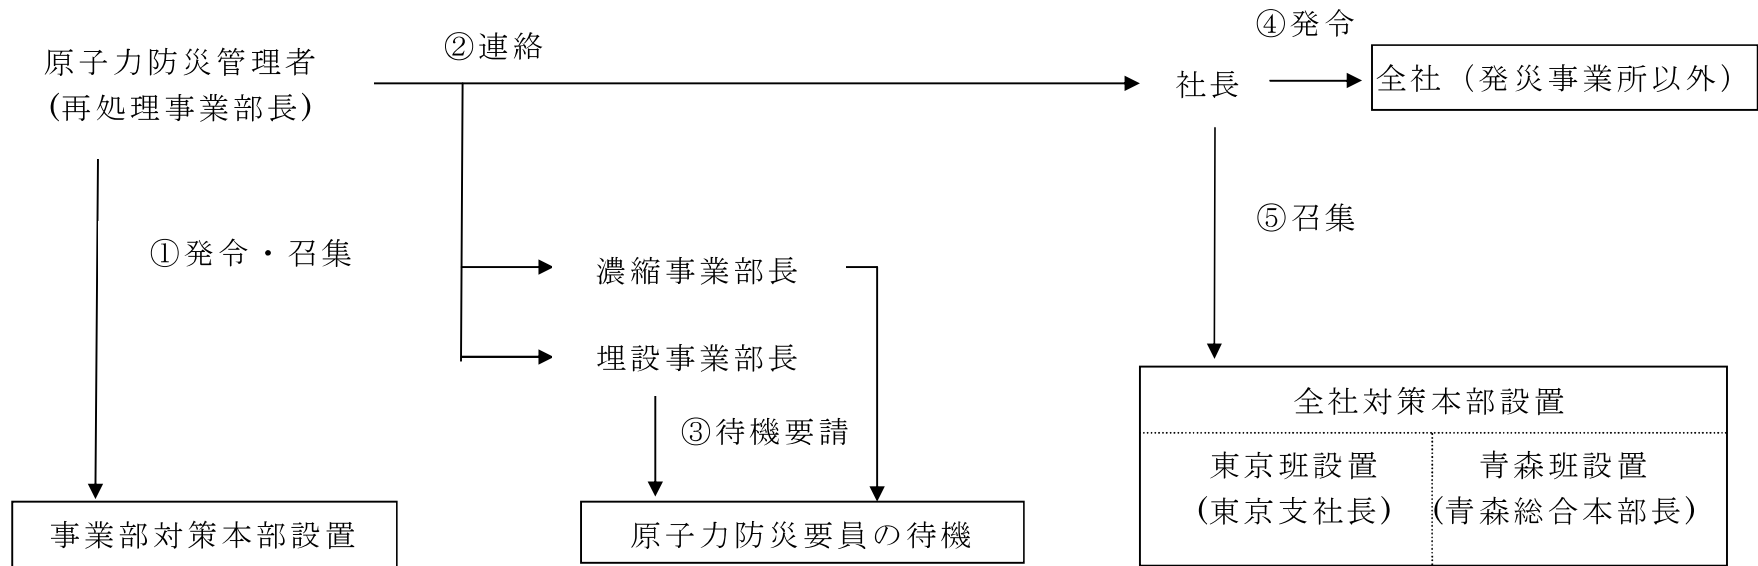 ④発令
②連絡
原子力防災管理者
(再処理事業部長)
社長
全社（発災事業所以外）
⑤召集
①発令・召集
濃縮事業部長
埋設事業部長
③待機要請
全社対策本部設置
東京班設置
(東京支社長)
青森班設置
(青森総合本部長)
事業部対策本部設置
原子力防災要員の待機